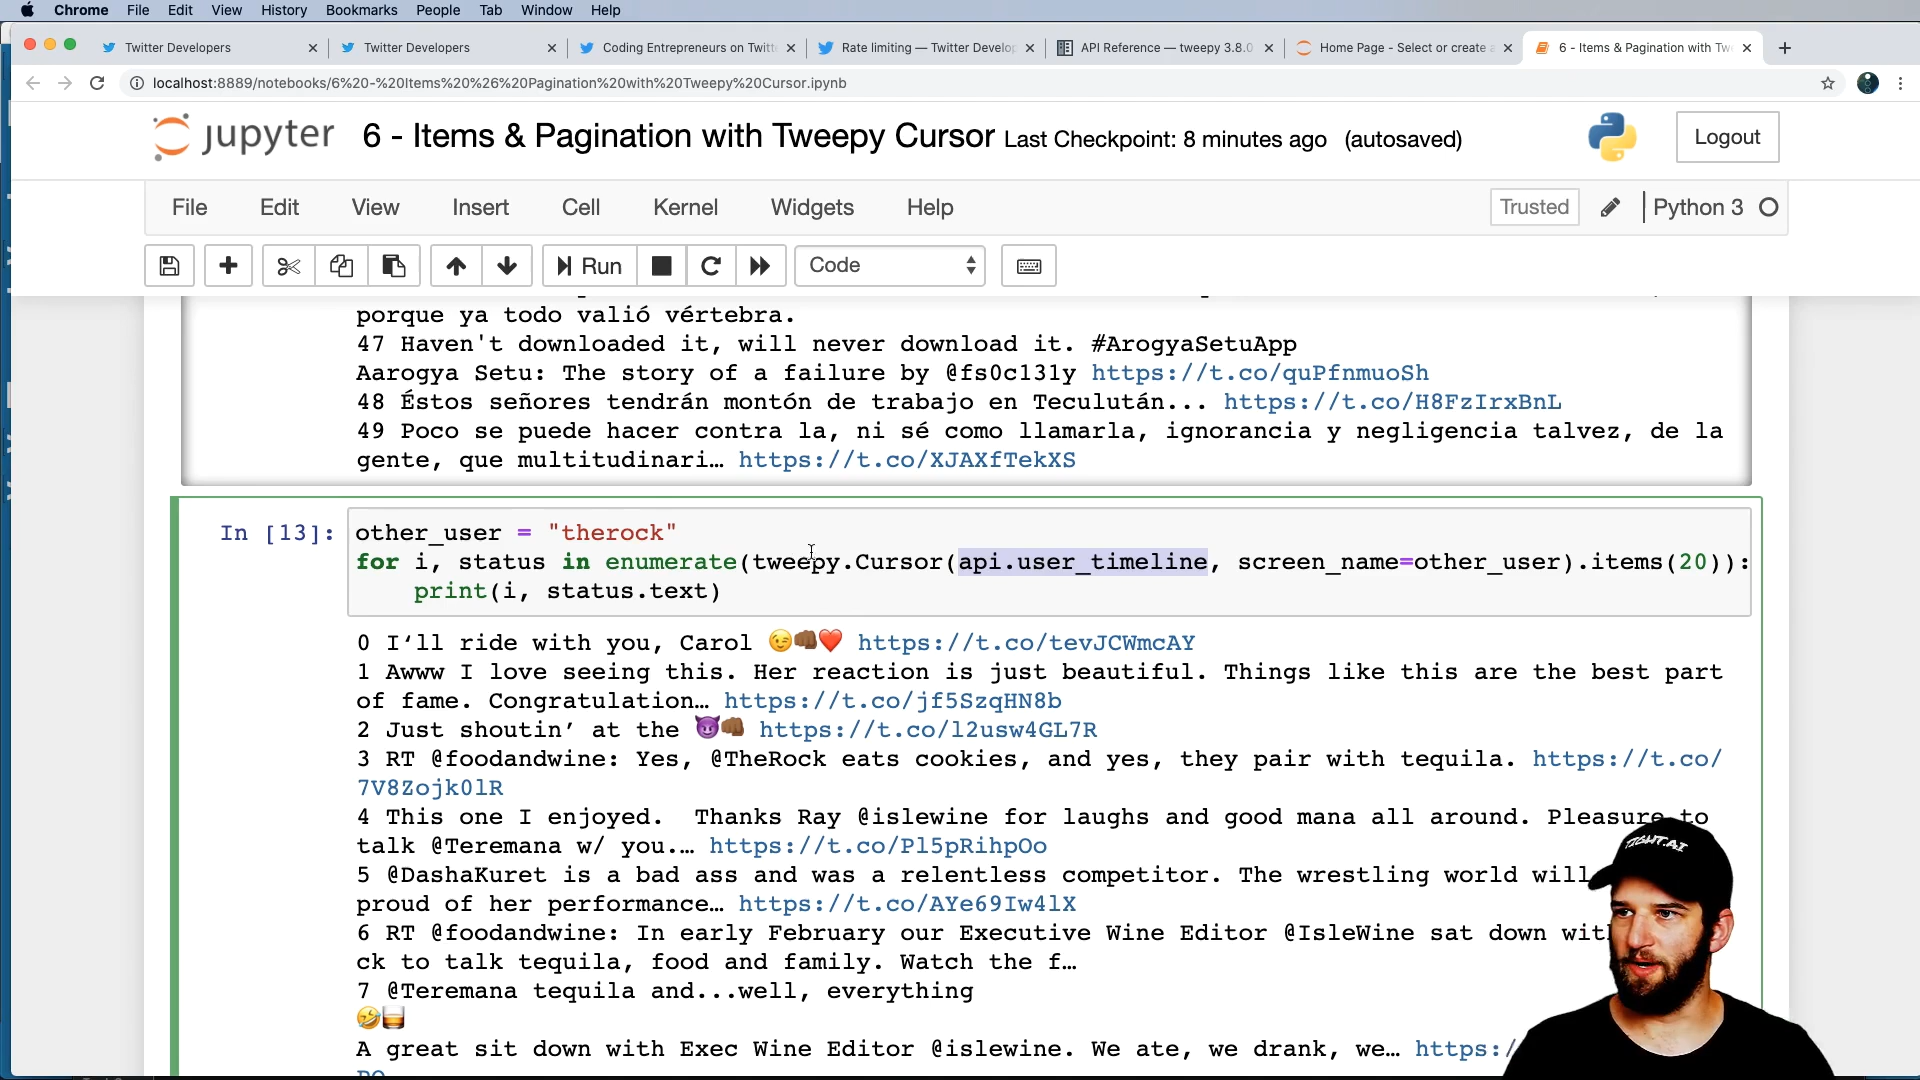 Chrome File Edit View History Bookmarks People Tab Window Help
Twitter Developers Twitter Developers Coding Entrepreneurs on Twitt Rate limiting — Twitter Develop API Reference — tweepy 3.8.0 Home Page - Select or create a 6 - Items & Pagination with Tw
localhost:8889/notebooks/6%20-%20Items%20%26%20Pagination%20with%20Tweepy%20Cursor.ipynb
jupyter 6 - Items & Pagination with Tweepy Cursor Last Checkpoint: 8 minutes ago (autosaved) Logout
File Edit View Insert Cell Kernel Widgets Help Trusted Python 3
Run Code
porque ya todo valió vértebra.
47 Haven't downloaded it, will never download it. #ArogyaSetuApp
Aarogya Setu: The story of a failure by @fs0c131y https://t.co/quPfnmuoSh
48 Éstos señores tendrán montón de trabajo en Teculután... https://t.co/H8FzIrxBnL
49 Poco se puede hacer contra la, ni sé como llamarla, ignorancia y negligencia talvez, de la
gente, que multitudinari… https://t.co/XJAXfTekXS
In [13]: other_user = "therock"
for i, status in enumerate(tweepy.Cursor(api.user_timeline, screen_name=other_user).items(20)):
print(i, status.text)
0 I‘ll ride with you, Carol 😉👊🏾❤️ https://t.co/tevJCWmcAY
1 Awww I love seeing this. Her reaction is just beautiful. Things like this are the best part
of fame. Congratulation… https://t.co/jf5SzqHN8b
2 Just shoutin’ at the 😈👊🏾 https://t.co/l2usw4GL7R
3 RT @foodandwine: Yes, @TheRock eats cookies, and yes, they pair with tequila. https://t.co/
7V8Zojk0lR
4 This one I enjoyed.  Thanks Ray @islewine for laughs and good mana all around. Pleasure to
talk @Teremana w/ you.… https://t.co/Pl5pRihpOo
5 @DashaKuret is a bad ass and was a relentless competitor. The wrestling world will
proud of her performance… https://t.co/AYe69Iw4lX
6 RT @foodandwine: In early February our Executive Wine Editor @IsleWine sat down wit
ck to talk tequila, food and family. Watch the f…
7 @Teremana tequila and...well, everything
🤣🥃
A great sit down with Exec Wine Editor @islewine. We ate, we drank, we… https:/
TIGHT.AI